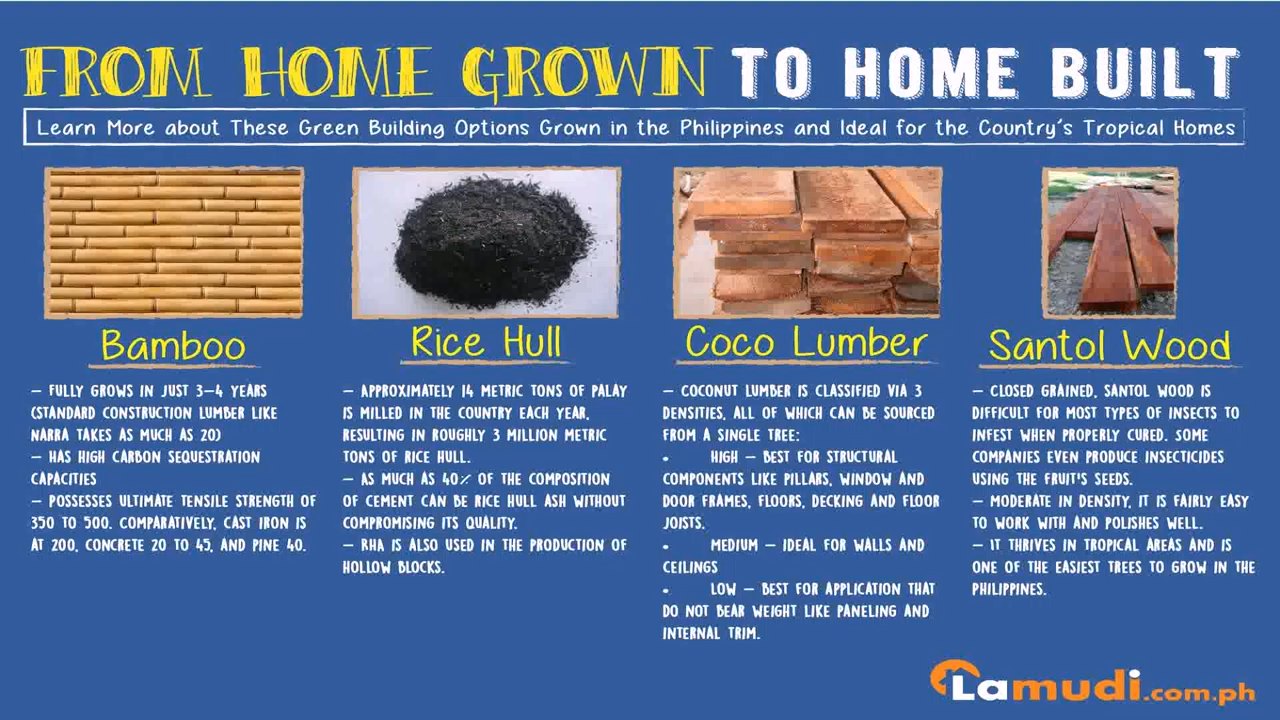 FROM HOME GROWN TO HOME BUILT
Learn More about These Green Building Options Grown in the Philippines and Ideal for the Country's Tropical Homes
Bamboo
– FULLY GROWS IN JUST 3–4 YEARS
(STANDARD CONSTRUCTION LUMBER LIKE
NARRA TAKES AS MUCH AS 20)
– HAS HIGH CARBON SEQUESTRATION
CAPACITIES
– POSSESSES ULTIMATE TENSILE STRENGTH OF
350 TO 500. COMPARATIVELY, CAST IRON IS
AT 200, CONCRETE 20 TO 45, AND PINE 40.
Rice Hull
– APPROXIMATELY 14 METRIC TONS OF PALAY
IS MILLED IN THE COUNTRY EACH YEAR,
RESULTING IN ROUGHLY 3 MILLION METRIC
TONS OF RICE HULL.
– AS MUCH AS 40% OF THE COMPOSITION
OF CEMENT CAN BE RICE HULL ASH WITHOUT
COMPROMISING ITS QUALITY.
– RHA IS ALSO USED IN THE PRODUCTION OF
HOLLOW BLOCKS.
Coco Lumber
– COCONUT LUMBER IS CLASSIFIED VIA 3
DENSITIES, ALL OF WHICH CAN BE SOURCED
FROM A SINGLE TREE:
• HIGH – BEST FOR STRUCTURAL
COMPONENTS LIKE PILLARS, WINDOW AND
DOOR FRAMES, FLOORS, DECKING AND FLOOR
JOISTS.
• MEDIUM – IDEAL FOR WALLS AND
CEILINGS
• LOW – BEST FOR APPLICATION THAT
DO NOT BEAR WEIGHT LIKE PANELING AND
INTERNAL TRIM.
Santol Wood
– CLOSED GRAINED, SANTOL WOOD IS
DIFFICULT FOR MOST TYPES OF INSECTS TO
INFEST WHEN PROPERLY CURED. SOME
COMPANIES EVEN PRODUCE INSECTICIDES
USING THE FRUIT'S SEEDS.
– MODERATE IN DENSITY, IT IS FAIRLY EASY
TO WORK WITH AND POLISHES WELL.
– IT THRIVES IN TROPICAL AREAS AND IS
ONE OF THE EASIEST TREES TO GROW IN THE
PHILIPPINES.
Lamudi.com.ph